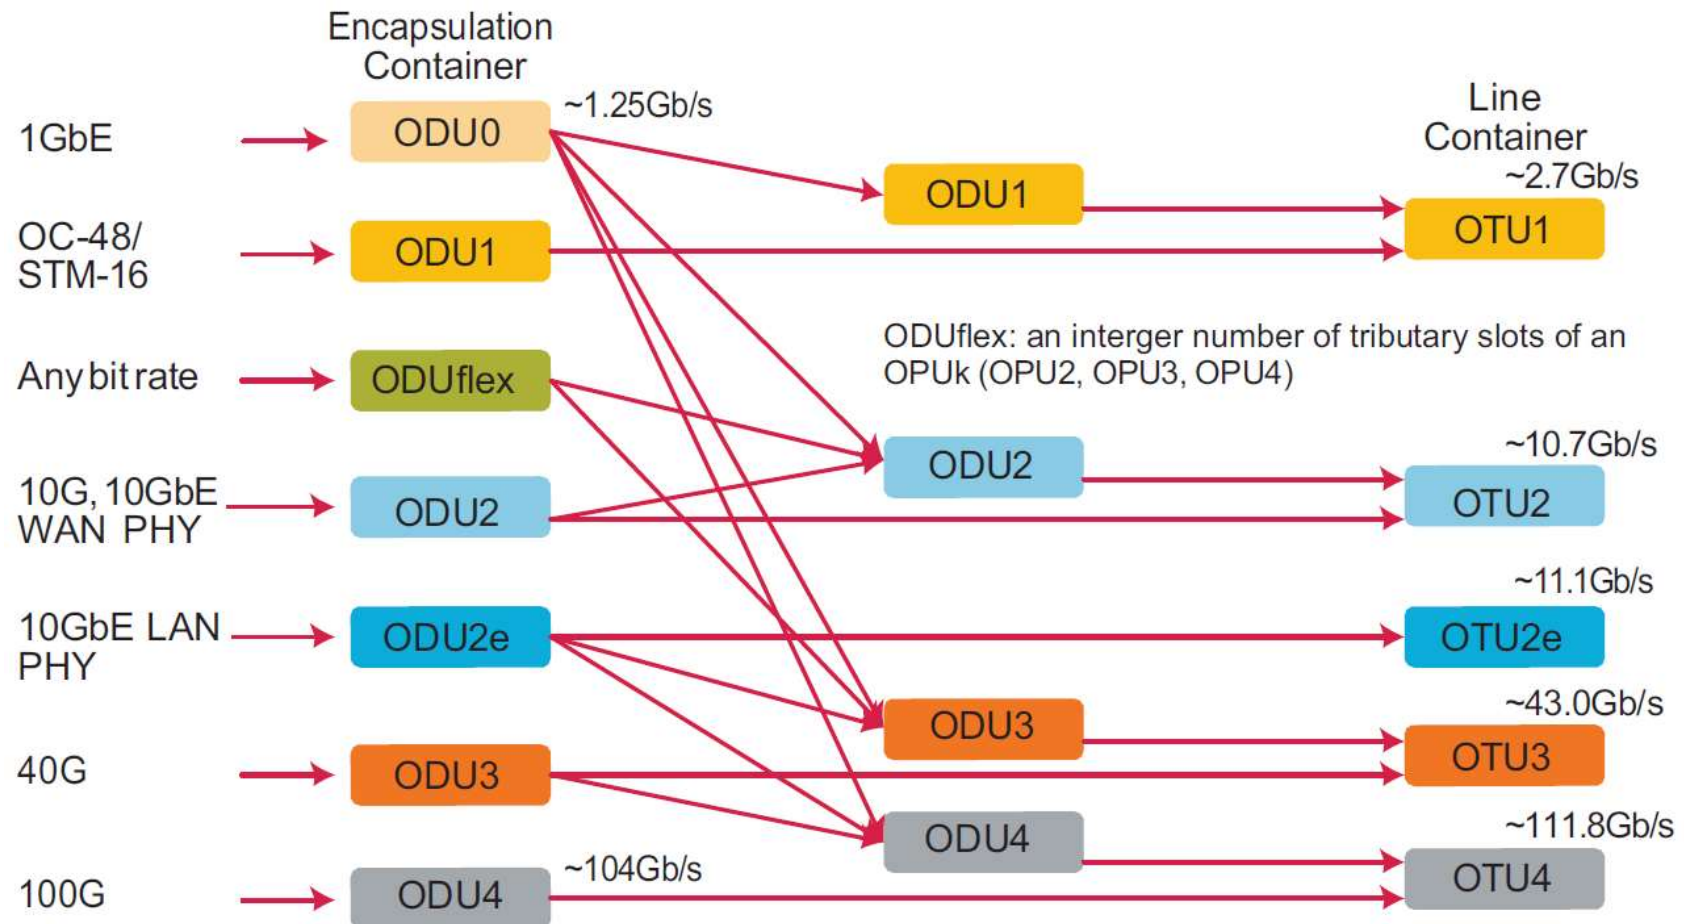 Encapsulation
Container
1GbE
ODU0
~1.25Gb/s
ODU1
Line
Container
~2.7Gb/s
OTU1
OC-48/
STM-16
ODU1
ODUflex: an interger number of tributary slots of an
OPUk (OPU2, OPU3, OPU4)
Any bit rate
ODUflex
ODU2
~10.7Gb/s
OTU2
10G, 10GbE
WAN PHY
ODU2
~11.1Gb/s
10GbE LAN
PHY
ODU2e
OTU2e
ODU3
~43.0Gb/s
OTU3
40G
ODU3
ODU4
~111.8Gb/s
OTU4
100G
ODU4
~104Gb/s